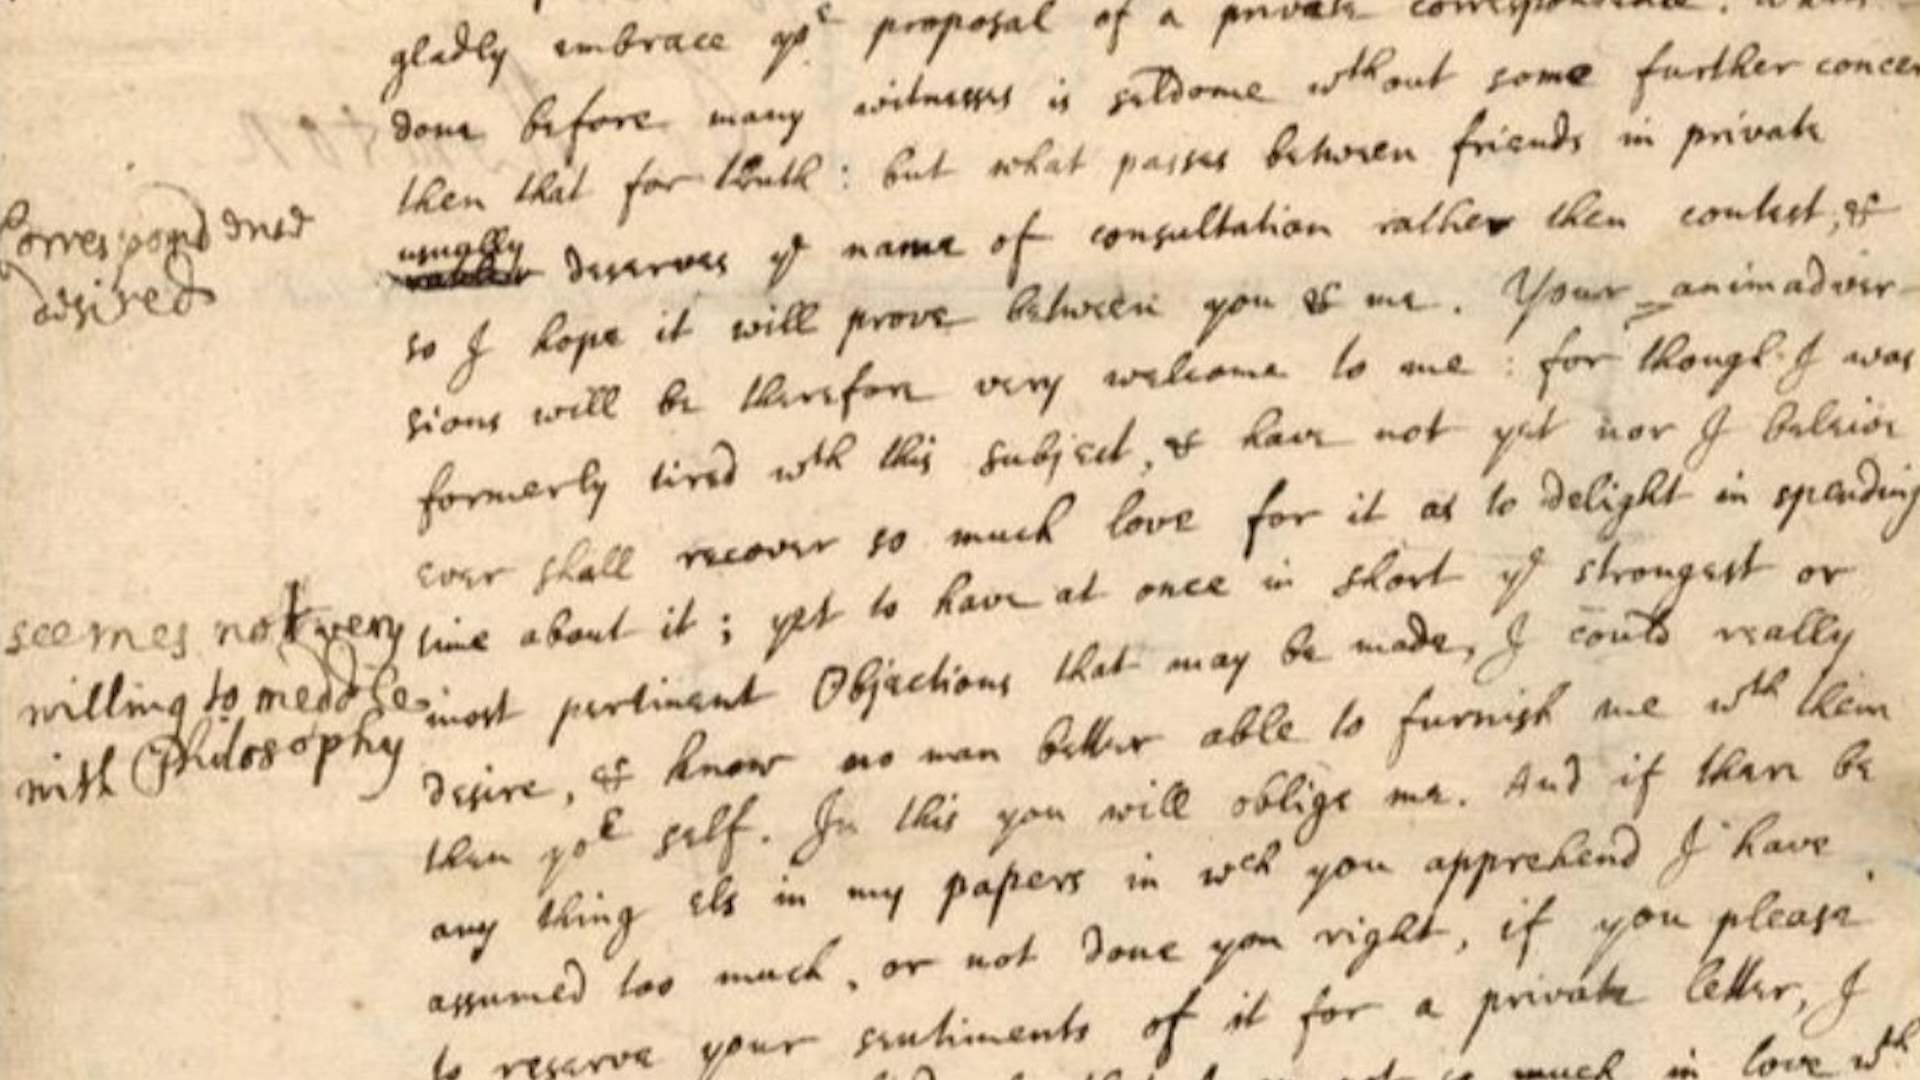 gladly embrace yor proposal of a private correspondence. What's
done before many witnesses is seldome wthout some further concer
then that for truth : but what passes between friends in private
usually
deserves ye name of consultation rather then contest, &
so I hope it will prove between you & me. Your animadver-
sions will be therefore very welcome to me : for though I was
formerly tired wth this subject, & have not yet nor I beleive
ever shall recover so much love for it as to delight in spending
time about it ; yet to have at once in short ye strongest or
most pertinent Objections that may be made, I could really
desire, & know no man better able to furnish me wth them
then yor self. In this you will oblige me. And if there be
any thing els in my papers in wch you apprehend I have
assumed too much, or not done you right, if you please
to reserve your sentiments of it for a private letter, I
so much in love wth
Correspondence
desired
seemes not very
willing to meddle
with Philosophy